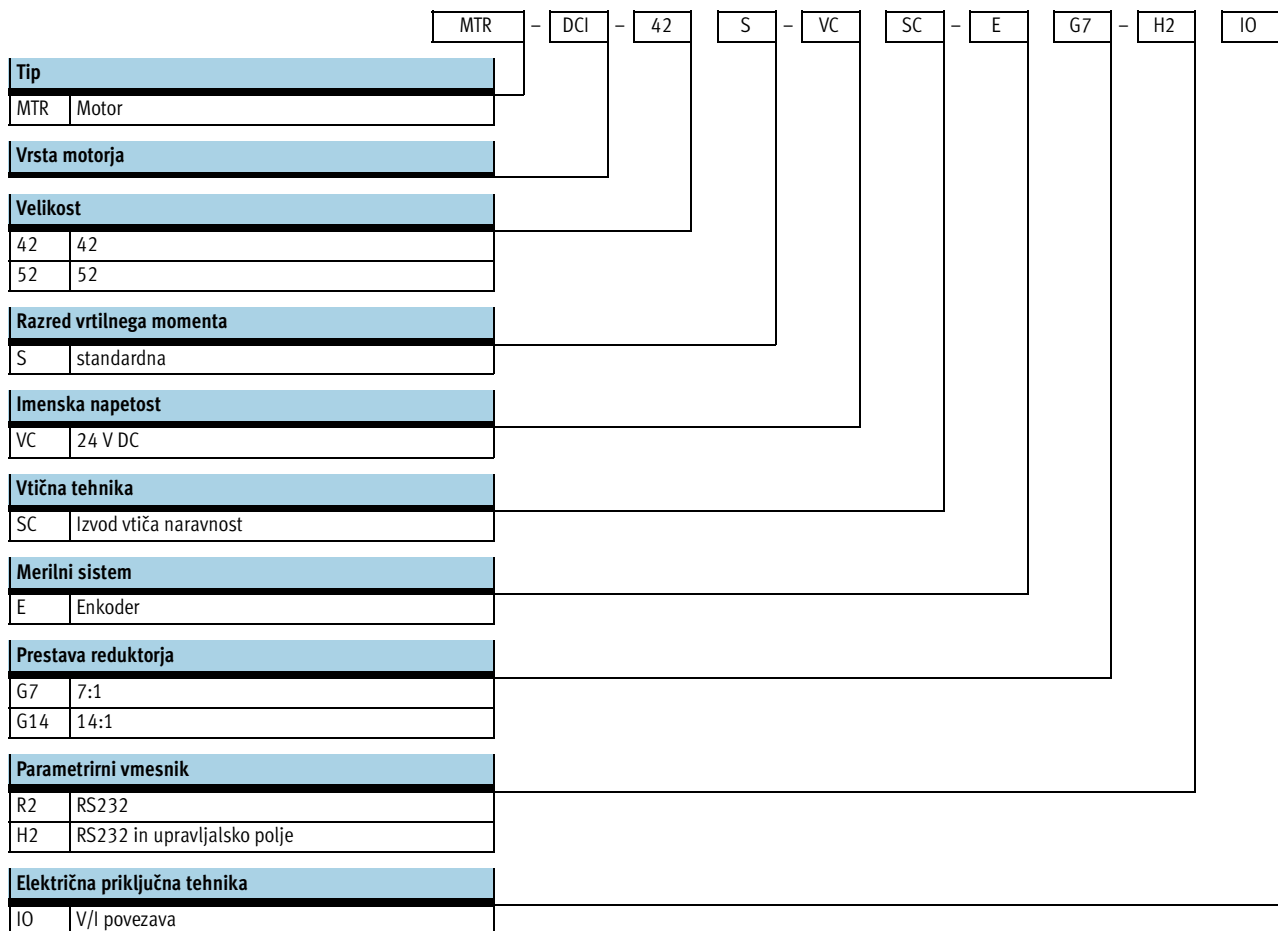 MTR – DCI – 42 S – VC SC – E G7 – H2 IO
Tip
MTR Motor
Vrsta motorja
Velikost
42 42
52 52
Razred vrtilnega momenta
S standardna
Imenska napetost
VC 24 V DC
Vtična tehnika
SC Izvod vtiča naravnost
Merilni sistem
E Enkoder
Prestava reduktorja
G7 7:1
G14 14:1
Parametrirni vmesnik
R2 RS232
H2 RS232 in upravljalsko polje
Električna priključna tehnika
IO V/I povezava